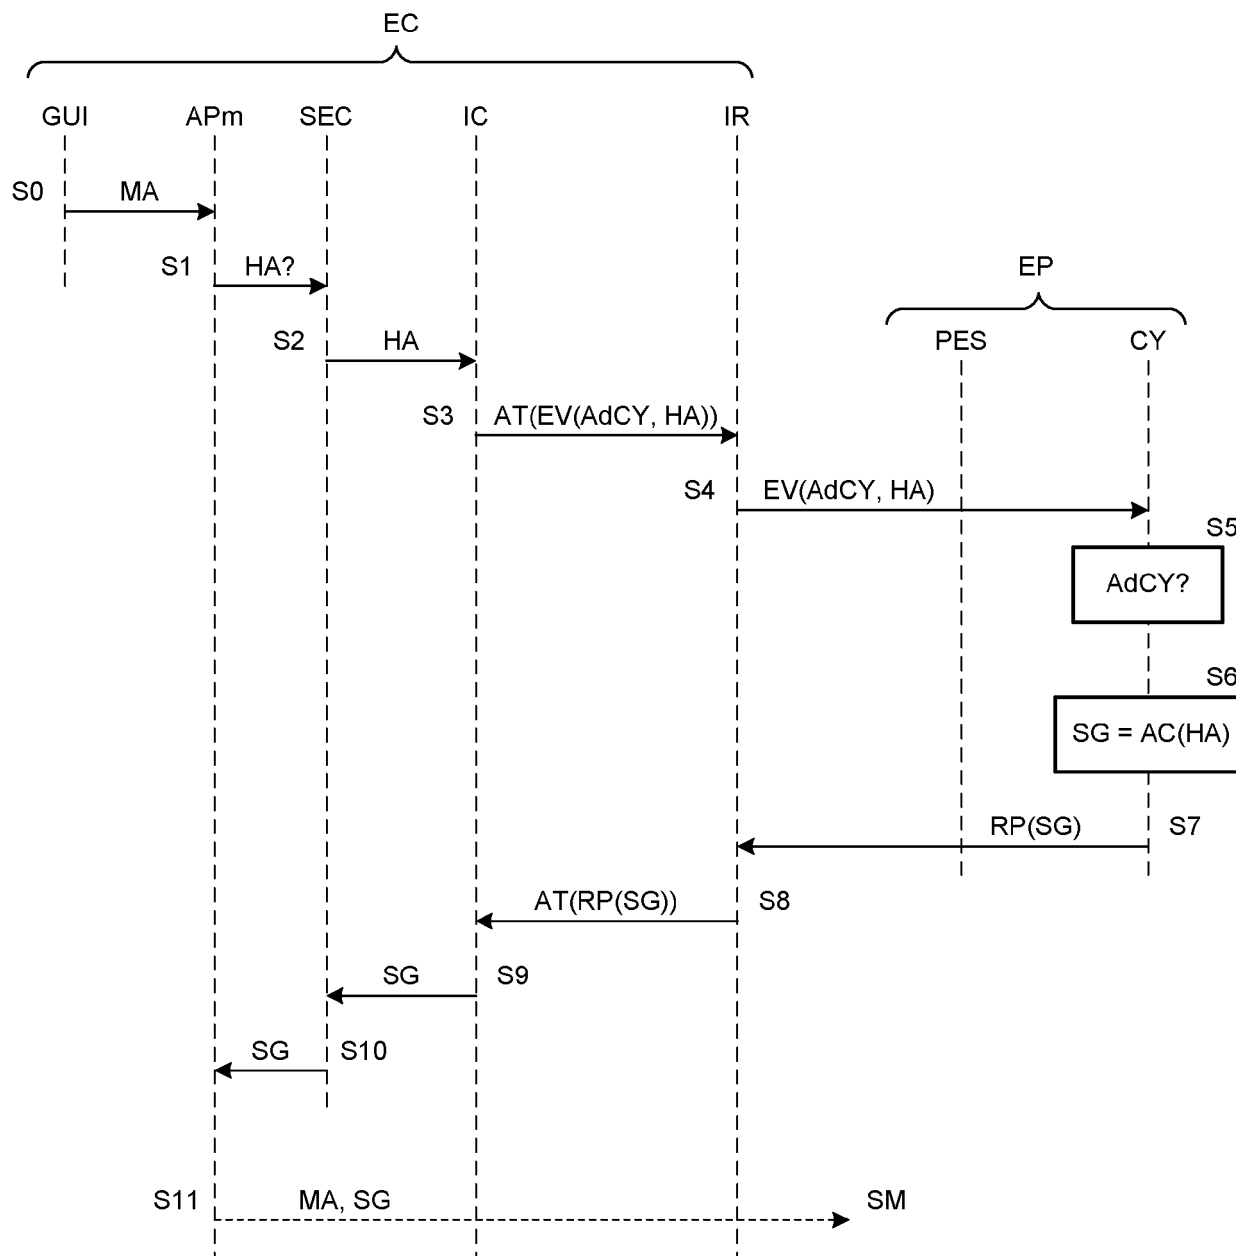 EC
GUI APm SEC IC IR
S0 MA
S1 HA? EP
S2 HA PES CY
S3 AT(EV(AdCY, HA))
S4 EV(AdCY, HA)
S5
AdCY?
S6
SG = AC(HA)
RP(SG) S7
AT(RP(SG)) S8
SG S9
SG S10
S11 MA, SG SM